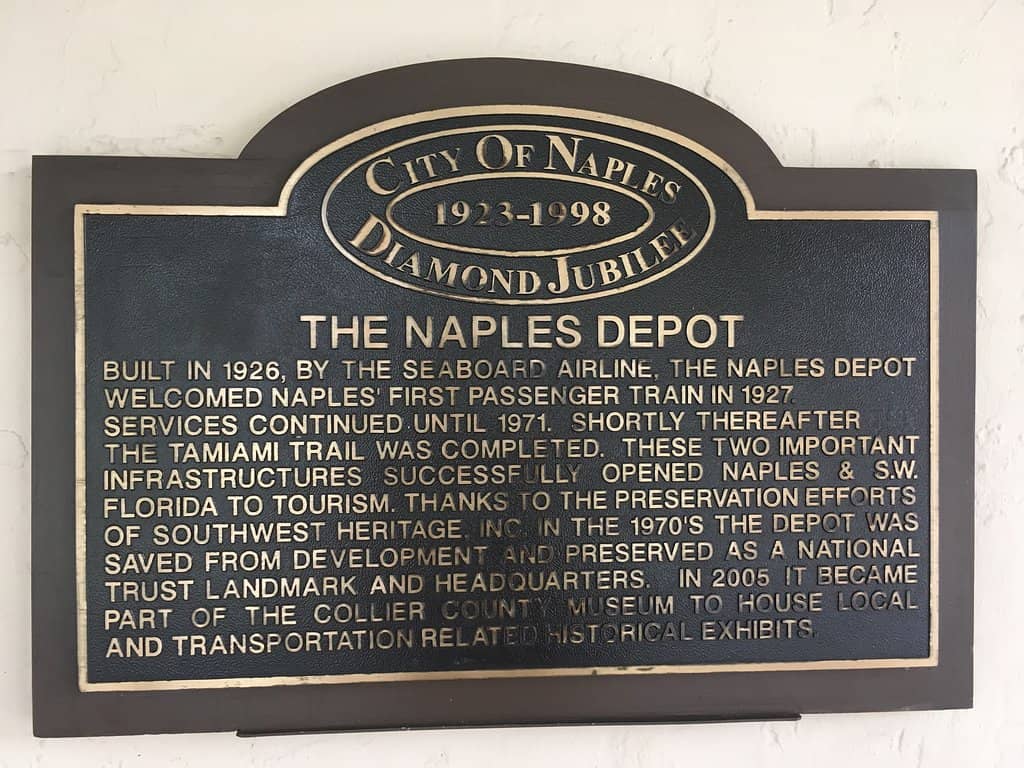 CITY OF NAPLES
1923-1998
DIAMOND JUBILEE
THE NAPLES DEPOT
BUILT IN 1926, BY THE SEABOARD AIRLINE, THE NAPLES DEPOT
WELCOMED NAPLES' FIRST PASSENGER TRAIN IN 1927.
SERVICES CONTINUED UNTIL 1971. SHORTLY THEREAFTER
THE TAMIAMI TRAIL WAS COMPLETED. THESE TWO IMPORTANT
INFRASTRUCTURES SUCCESSFULLY OPENED NAPLES & S.W.
FLORIDA TO TOURISM. THANKS TO THE PRESERVATION EFFORTS
OF SOUTHWEST HERITAGE, INC. IN THE 1970'S THE DEPOT WAS
SAVED FROM DEVELOPMENT AND PRESERVED AS A NATIONAL
TRUST LANDMARK AND HEADQUARTERS. IN 2005 IT BECAME
PART OF THE COLLIER COUNTY MUSEUM TO HOUSE LOCAL
AND TRANSPORTATION RELATED HISTORICAL EXHIBITS.